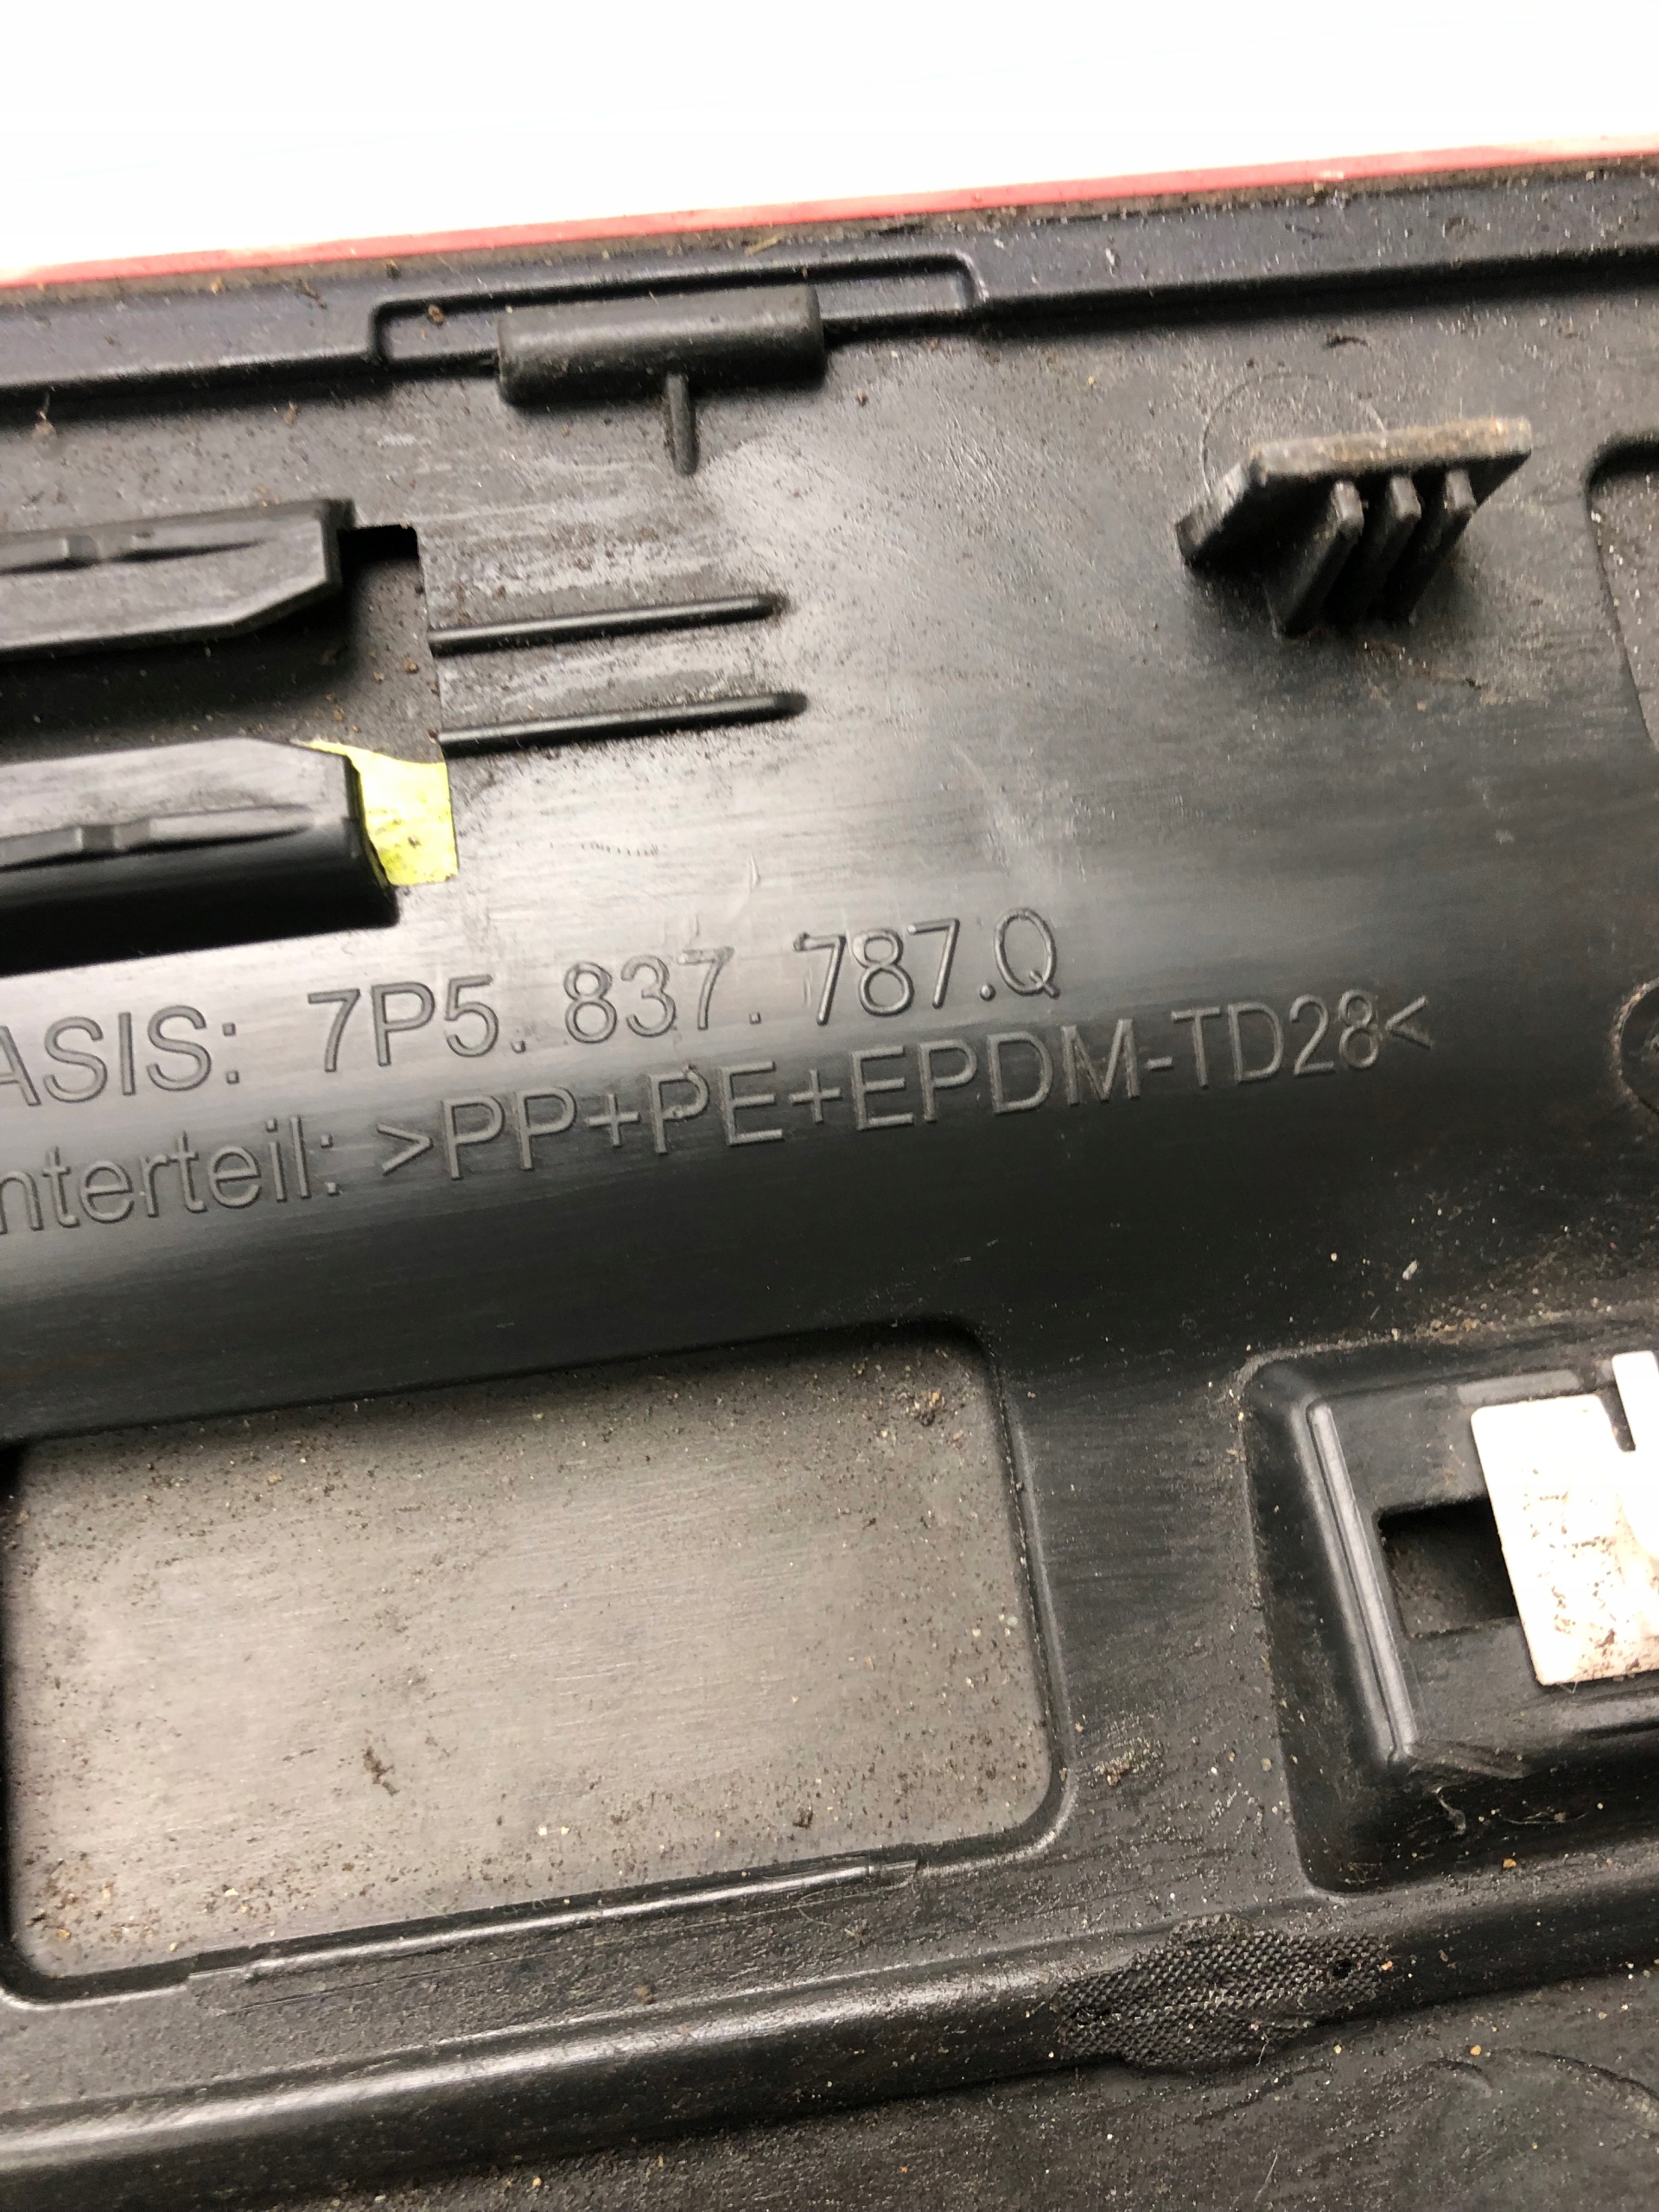 ASIS: 7P5. 837. 787.Q
nterteil: >PP+PE+EPDM-TD28<